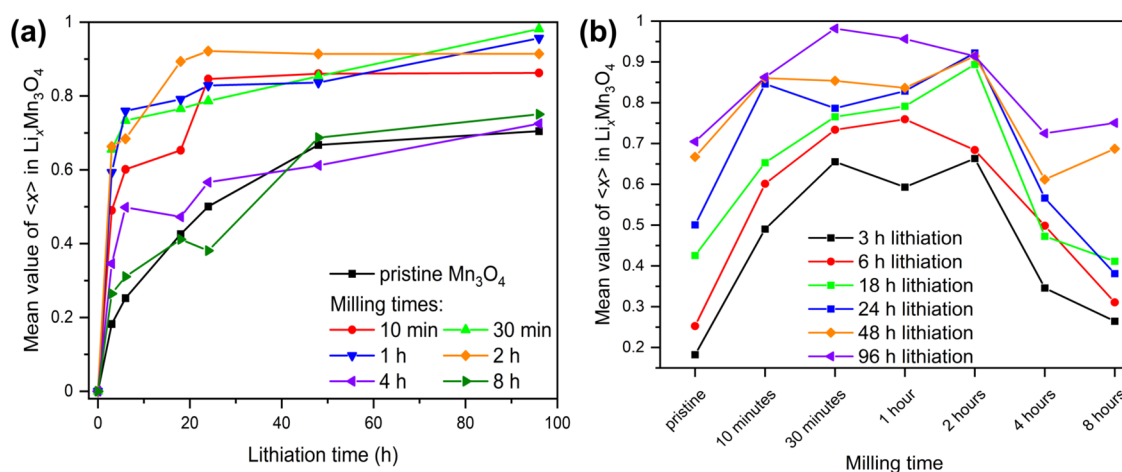 (a)
Mean value of <x> in LiₓMn₃O₄
1
0.8
0.6
0.4
0.2
0
0 20 40 60 80 100
Lithiation time (h)
pristine Mn₃O₄
Milling times:
10 min 30 min
1 h 2 h
4 h 8 h
(b)
Mean value of <x> in LiₓMn₃O₄
1
0.9
0.8
0.7
0.6
0.5
0.4
0.3
0.2
3 h lithiation
6 h lithiation
18 h lithiation
24 h lithiation
48 h lithiation
96 h lithiation
pristine 10 minutes 30 minutes 1 hour 2 hours 4 hours 8 hours
Milling time